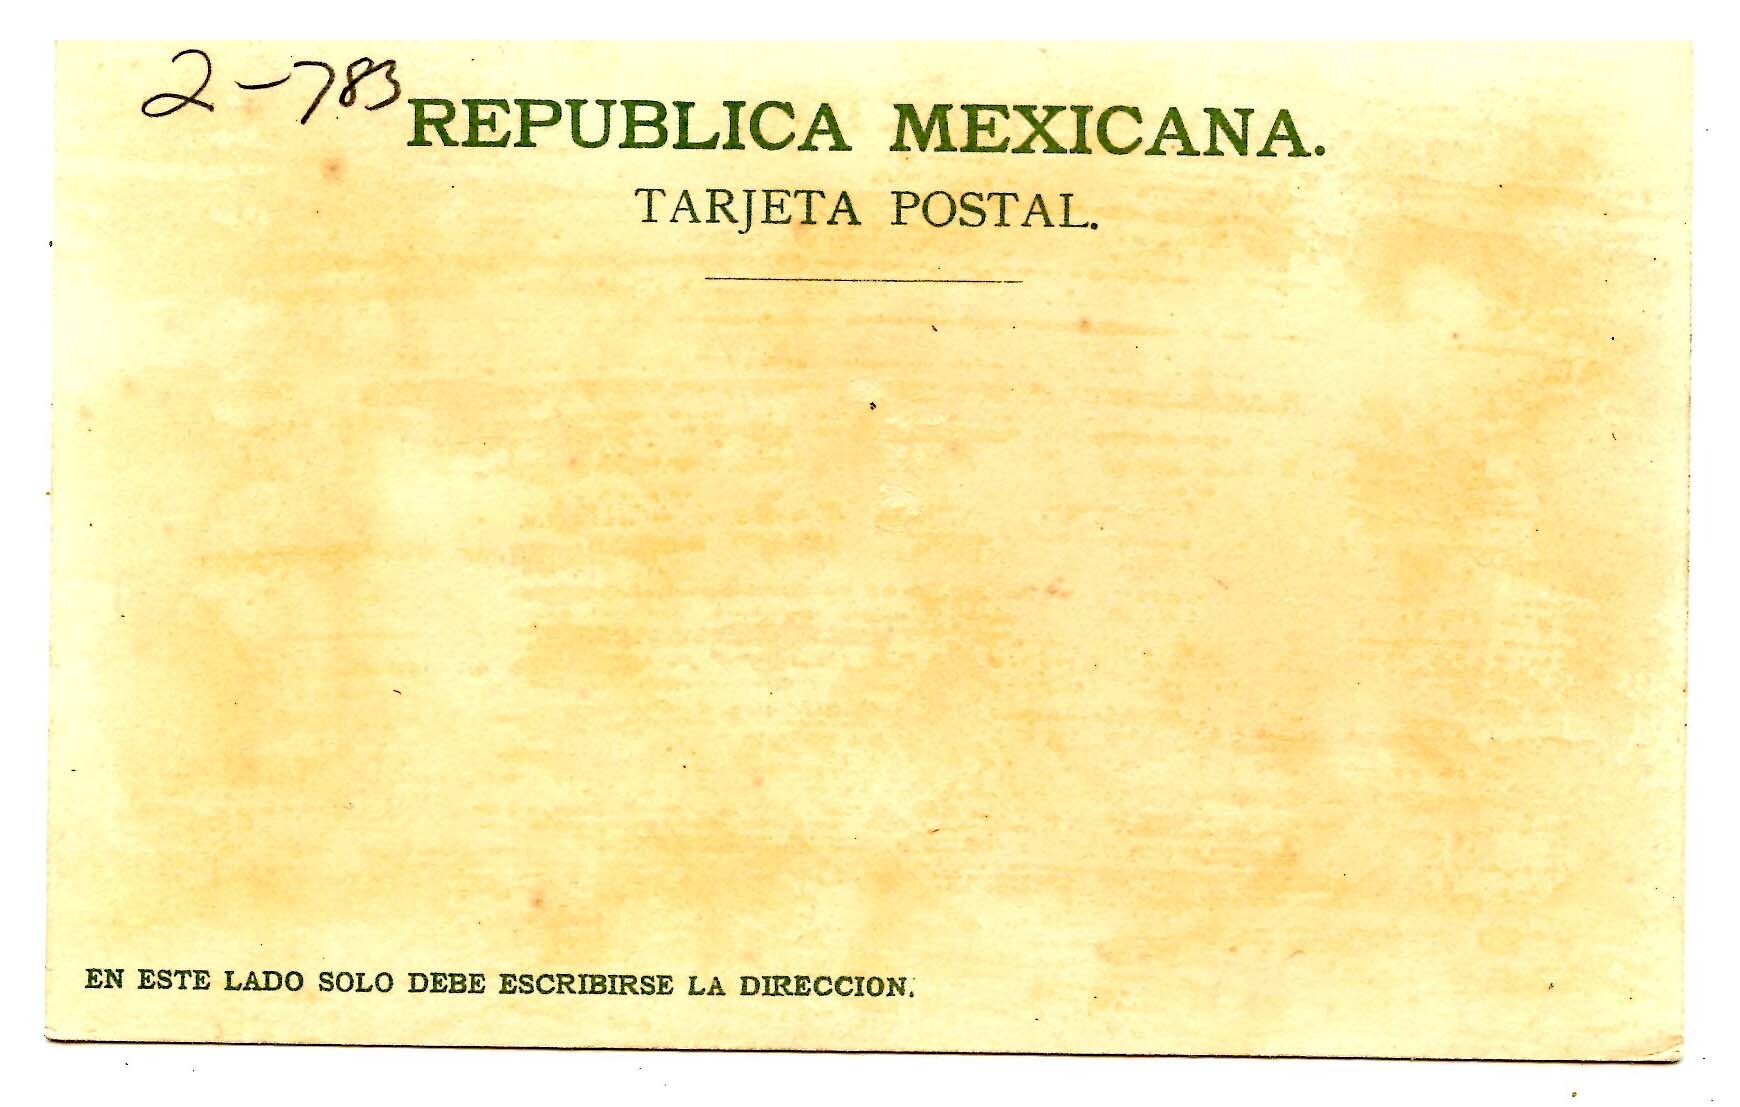 2-783
REPUBLICA MEXICANA.
TARJETA POSTAL.
EN ESTE LADO SOLO DEBE ESCRIBIRSE LA DIRECCION.